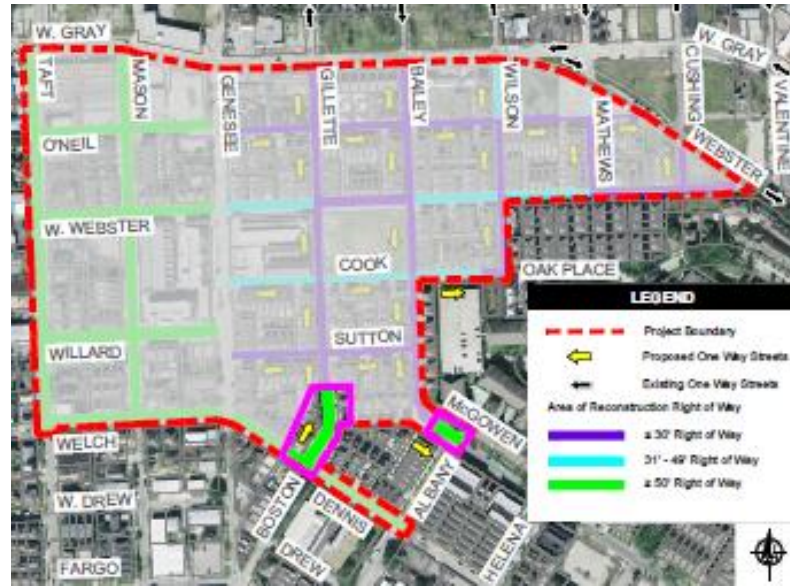 W. GRAY
TAFT
MASON
GENESEE
GILLETTE
BAILEY
WILSON
MATHEWS
CUSHING
W. GRAY
VALENTINE
WEBSTER
O'NEIL
W. WEBSTER
COOK
OAK PLACE
SUTTON
WILLARD
WELCH
MCGOWEN
BOSTON
DENNIS
ALBANY
HELENA
W. DREW
DREW
FARGO
LEGEND
Project Boundary
Proposed One Way Streets
Existing One Way Streets
Area of Reconstruction Right of Way
≤ 30' Right of Way
31' - 49' Right of Way
≥ 50' Right of Way